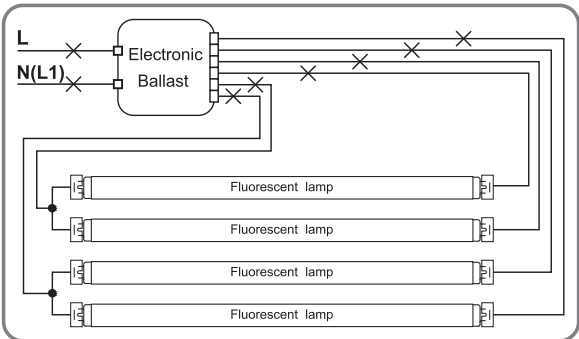 L
N(L1)
Electronic
Ballast
Fluorescent lamp
Fluorescent lamp
Fluorescent lamp
Fluorescent lamp